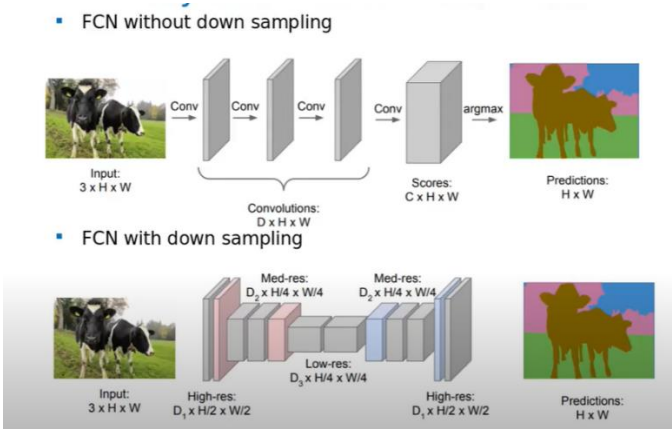 ▪ FCN without down sampling
Conv Conv Conv Conv argmax
Input:
3 x H x W
Convolutions:
D x H x W
Scores:
C x H x W
Predictions:
H x W
▪ FCN with down sampling
Med-res:
D₂ x H/4 x W/4
Med-res:
D₂ x H/4 x W/4
Low-res:
D₃ x H/4 x W/4
Input:
3 x H x W
High-res:
D₁ x H/2 x W/2
High-res:
D₁ x H/2 x W/2
Predictions:
H x W